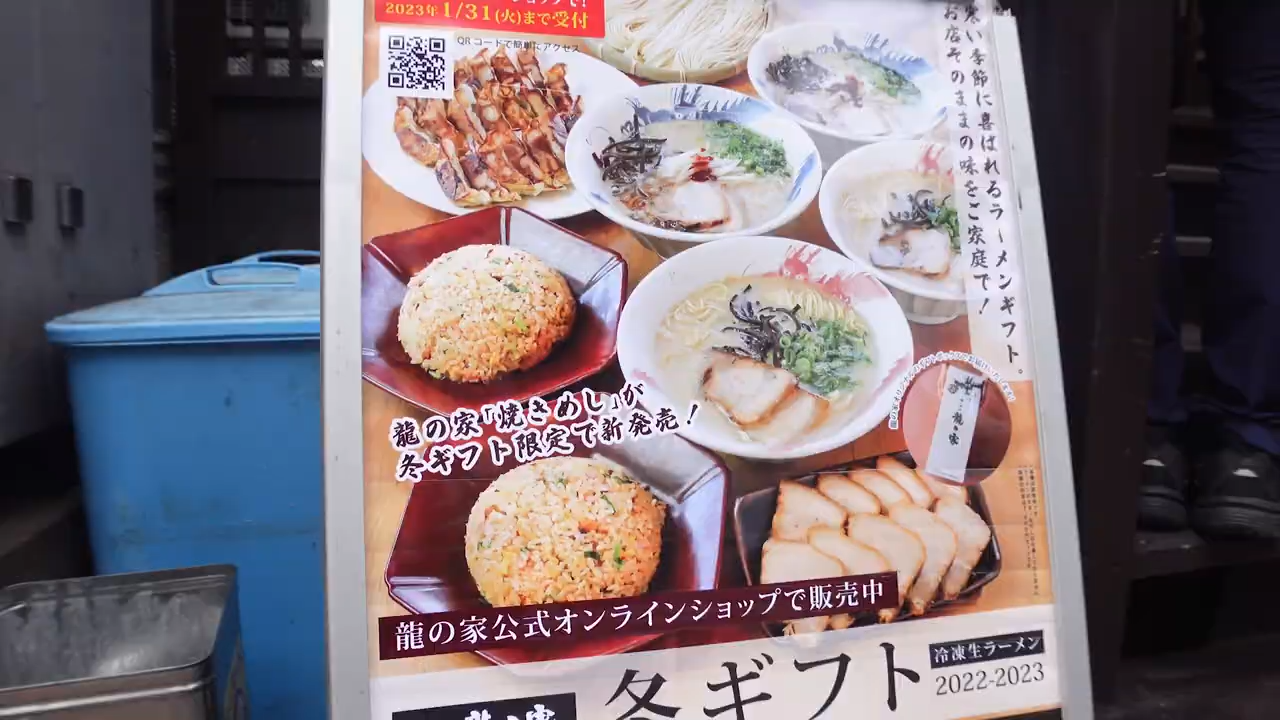 2023年1/31(火)まで受付
QRコードで簡単にアクセス
寒い季節に喜ばれるラーメンギフト。
お店そのままの味をご家庭で!
龍の家「焼きめし」が
冬ギフト限定で新発売!
龍の家
龍の家公式オンラインショップで販売中
冬ギフト
冷凍生ラーメン
2022-2023